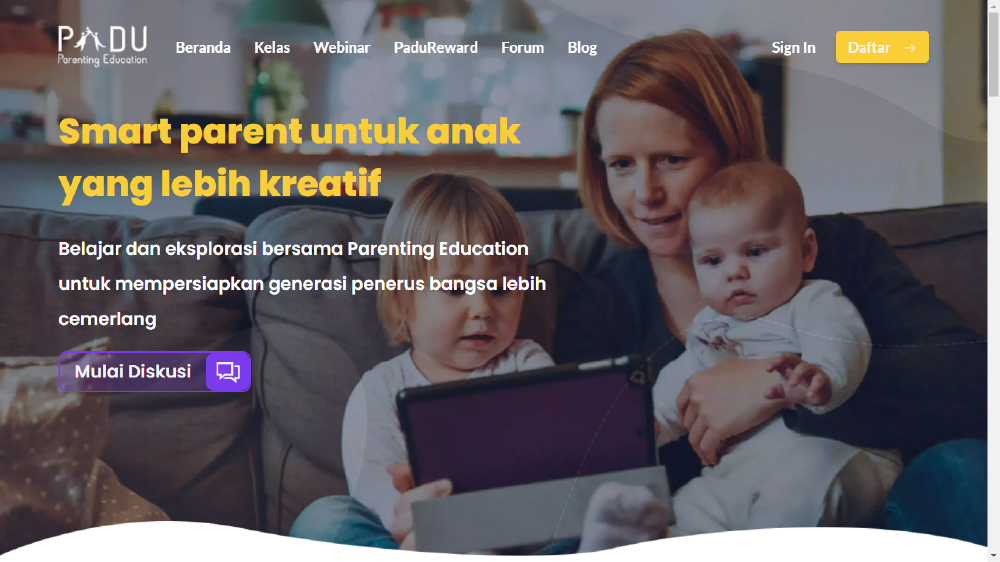 PADU
Parenting Education
Beranda Kelas Webinar PaduReward Forum Blog Sign In Daftar →
Smart parent untuk anak
yang lebih kreatif
Belajar dan eksplorasi bersama Parenting Education
untuk mempersiapkan generasi penerus bangsa lebih
cemerlang
Mulai Diskusi